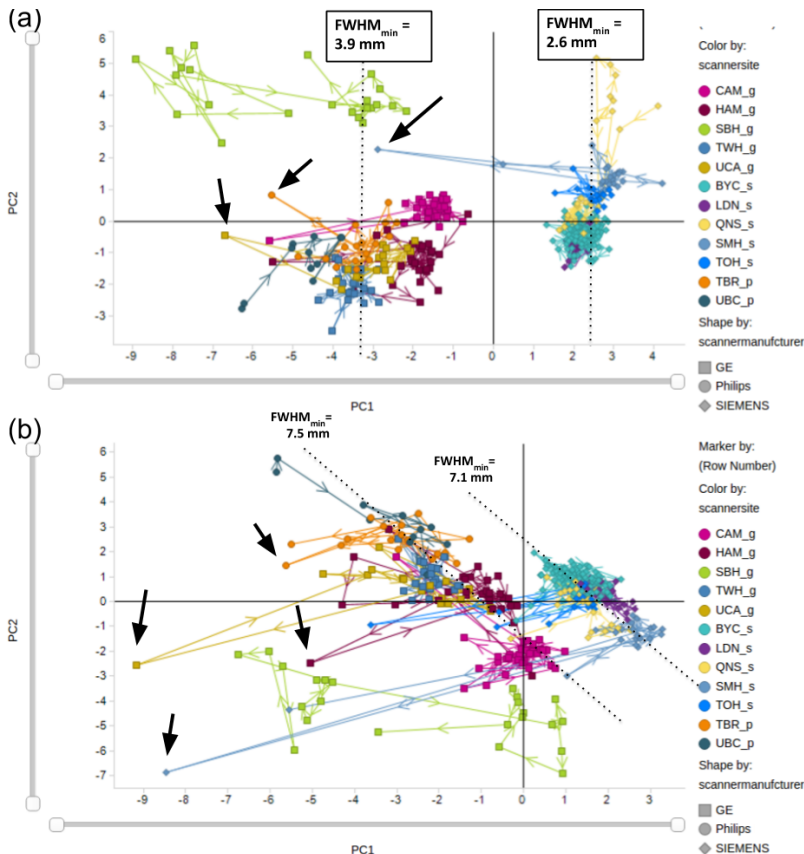 (a)
FWHMmin =
3.9 mm
FWHMmin =
2.6 mm
Color by:
scannersite
CAM_g
HAM_g
SBH_g
TWH_g
UCA_g
BYC_s
LDN_s
QNS_s
SMH_s
TOH_s
TBR_p
UBC_p
Shape by:
scannermanufcturer
GE
Philips
SIEMENS
PC2
5
4
3
2
1
0
-1
-2
-3
-9 -8 -7 -6 -5 -4 -3 -2 -1 0 1 2 3 4
PC1
(b)
FWHMmin=
7.5 mm
FWHMmin=
7.1 mm
Marker by:
(Row Number)
Color by:
scannersite
CAM_g
HAM_g
SBH_g
TWH_g
UCA_g
BYC_s
LDN_s
QNS_s
SMH_s
TOH_s
TBR_p
UBC_p
Shape by:
scannermanufcturer
GE
Philips
SIEMENS
PC2
6
5
4
3
2
1
0
-1
-2
-3
-4
-5
-6
-7
-9 -8 -7 -6 -5 -4 -3 -2 -1 0 1 2 3
PC1